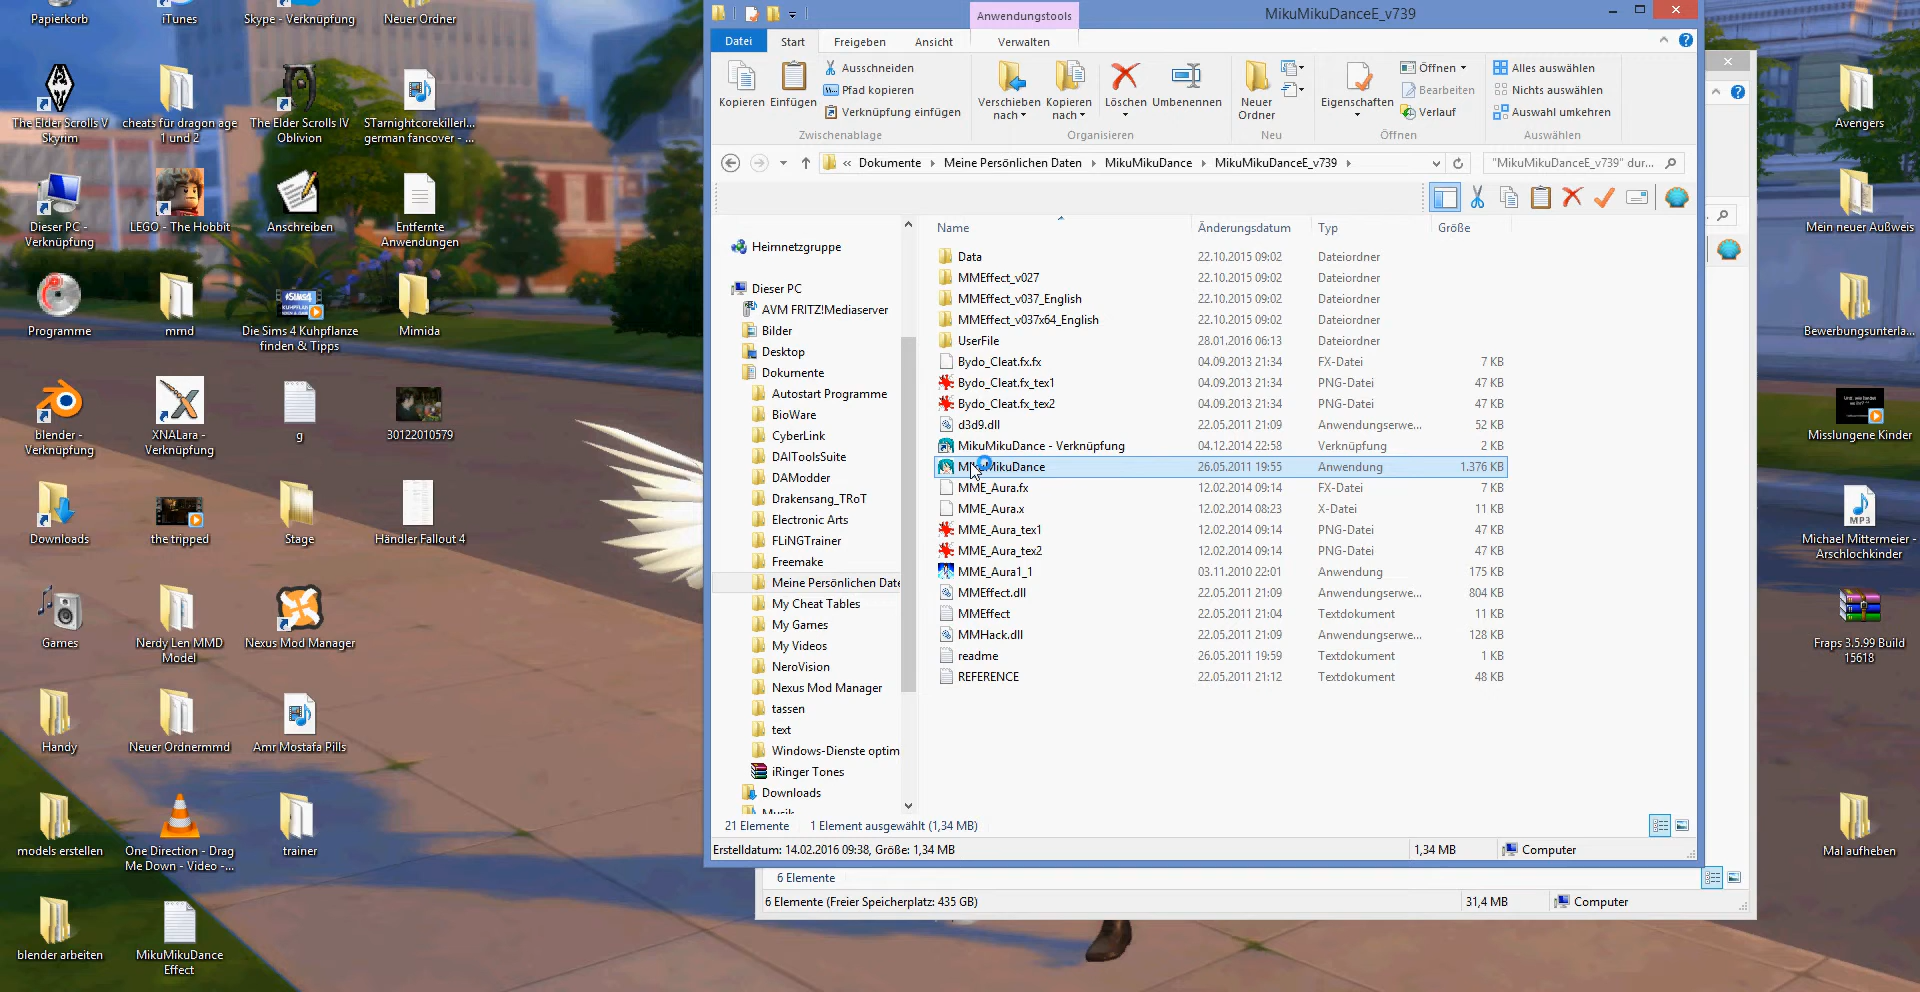 Papierkorb
iTunes
Skype - Verknüpfung
Neuer Ordner
The Elder Scrolls V
Skyrim
cheats für dragon age
1 und 2
The Elder Scrolls IV
Oblivion
STarnightcorekillerl...
german fancover - ...
Dieser PC -
Verknüpfung
LEGO - The Hobbit
Anschreiben
Entfernte
Anwendungen
Programme
mmd
Die Sims 4 Kuhpflanze
finden & Tipps
Mimida
blender -
Verknüpfung
XNALara -
Verknüpfung
g
30122010579
Downloads
the tripped
Stage
Händler Fallout 4
Games
Nerdy Len MMD
Model
Nexus Mod Manager
Handy
Neuer Ordnermmd
Amr Mostafa Pills
models erstellen
One Direction - Drag
Me Down - Video -...
trainer
blender arbeiten
MikuMikuDance
Effect
Anwendungstools
MikuMikuDanceE_v739
Datei
Start
Freigeben
Ansicht
Verwalten
Kopieren
Einfügen
Ausschneiden
Pfad kopieren
Verknüpfung einfügen
Zwischenablage
Verschieben
nach
Kopieren
nach
Löschen
Umbenennen
Organisieren
Neuer
Ordner
Neu
Eigenschaften
Öffnen
Bearbeiten
Verlauf
Öffnen
Alles auswählen
Nichts auswählen
Auswahl umkehren
Auswählen
« Dokumente
Meine Persönlichen Daten
MikuMikuDance
MikuMikuDanceE_v739
"MikuMikuDanceE_v739" dur...
Heimnetzgruppe
Dieser PC
AVM FRITZ!Mediaserver
Bilder
Desktop
Dokumente
Autostart Programme
BioWare
CyberLink
DAIToolsSuite
DAModder
Drakensang_TRoT
Electronic Arts
FLiNGTrainer
Freemake
Meine Persönlichen Date
My Cheat Tables
My Games
My Videos
NeroVision
Nexus Mod Manager
tassen
text
Windows-Dienste optim
iRinger Tones
Downloads
Musik
Name Änderungsdatum Typ Größe
Data 22.10.2015 09:02 Dateiordner
MMEffect_v027 22.10.2015 09:02 Dateiordner
MMEffect_v037_English 22.10.2015 09:02 Dateiordner
MMEffect_v037x64_English 22.10.2015 09:02 Dateiordner
UserFile 28.01.2016 06:13 Dateiordner
Bydo_Cleat.fx.fx 04.09.2013 21:34 FX-Datei 7 KB
Bydo_Cleat.fx_tex1 04.09.2013 21:34 PNG-Datei 47 KB
Bydo_Cleat.fx_tex2 04.09.2013 21:34 PNG-Datei 47 KB
d3d9.dll 22.05.2011 21:09 Anwendungserwe... 52 KB
MikuMikuDance - Verknüpfung 04.12.2014 22:58 Verknüpfung 2 KB
MikuMikuDance 26.05.2011 19:55 Anwendung 1.376 KB
MME_Aura.fx 12.02.2014 09:14 FX-Datei 7 KB
MME_Aura.x 12.02.2014 08:23 X-Datei 11 KB
MME_Aura_tex1 12.02.2014 09:14 PNG-Datei 47 KB
MME_Aura_tex2 12.02.2014 09:14 PNG-Datei 47 KB
MME_Aura1_1 03.11.2010 22:01 Anwendung 175 KB
MMEffect.dll 22.05.2011 21:09 Anwendungserwe... 804 KB
MMEffect 22.05.2011 21:04 Textdokument 11 KB
MMHack.dll 22.05.2011 21:09 Anwendungserwe... 128 KB
readme 26.05.2011 19:59 Textdokument 1 KB
REFERENCE 22.05.2011 21:12 Textdokument 48 KB
21 Elemente 1 Element ausgewählt (1,34 MB)
Erstelldatum: 14.02.2016 09:38, Größe: 1,34 MB
1,34 MB
Computer
6 Elemente
6 Elemente (Freier Speicherplatz: 435 GB)
31,4 MB
Computer
Avengers
Mein neuer Außweis
Bewerbungsunterla...
Misslungene Kinder
MP3
Michael Mittermeier -
Arschlochkinder
Fraps 3.5.99 Build
15618
Mal aufheben